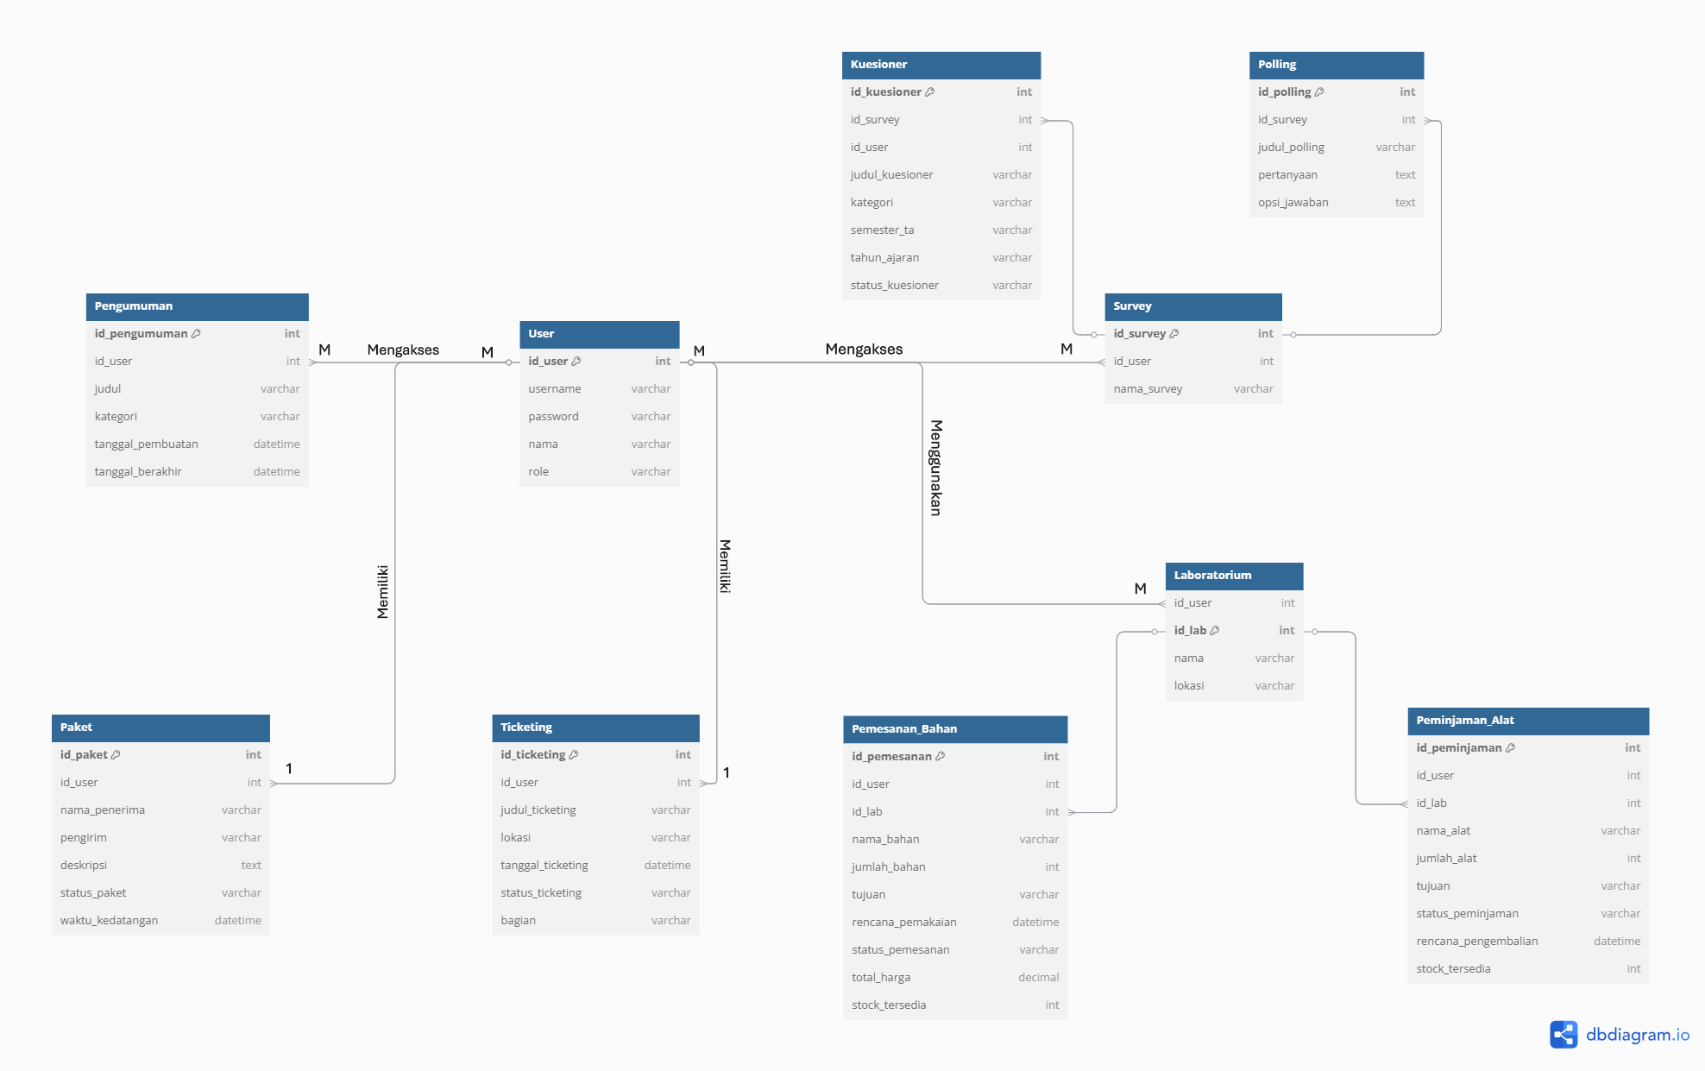 Kuesioner
id_kuesioner int
id_survey int
id_user int
judul_kuesioner varchar
kategori varchar
semester_ta varchar
tahun_ajaran varchar
status_kuesioner varchar
Polling
id_polling int
id_survey int
judul_polling varchar
pertanyaan text
opsi_jawaban text
Pengumuman
id_pengumuman int
id_user int
judul varchar
kategori varchar
tanggal_pembuatan datetime
tanggal_berakhir datetime
M Mengakses M
User
id_user int
username varchar
password varchar
nama varchar
role varchar
M Mengakses M
Survey
id_survey int
id_user int
nama_survey varchar
Menggunakan
Memiliki
Memiliki
M
Laboratorium
id_user int
id_lab int
nama varchar
lokasi varchar
Paket
id_paket int
id_user int
nama_penerima varchar
pengirim varchar
deskripsi text
status_paket varchar
waktu_kedatangan datetime
1
Ticketing
id_ticketing int
id_user int
judul_ticketing varchar
lokasi varchar
tanggal_ticketing datetime
status_ticketing varchar
bagian varchar
1
Pemesanan_Bahan
id_pemesanan int
id_user int
id_lab int
nama_bahan varchar
jumlah_bahan int
tujuan varchar
rencana_pemakaian datetime
status_pemesanan varchar
total_harga decimal
stock_tersedia int
Peminjaman_Alat
id_peminjaman int
id_user int
id_lab int
nama_alat varchar
jumlah_alat int
tujuan varchar
status_peminjaman varchar
rencana_pengembalian datetime
stock_tersedia int
dbdiagram.io